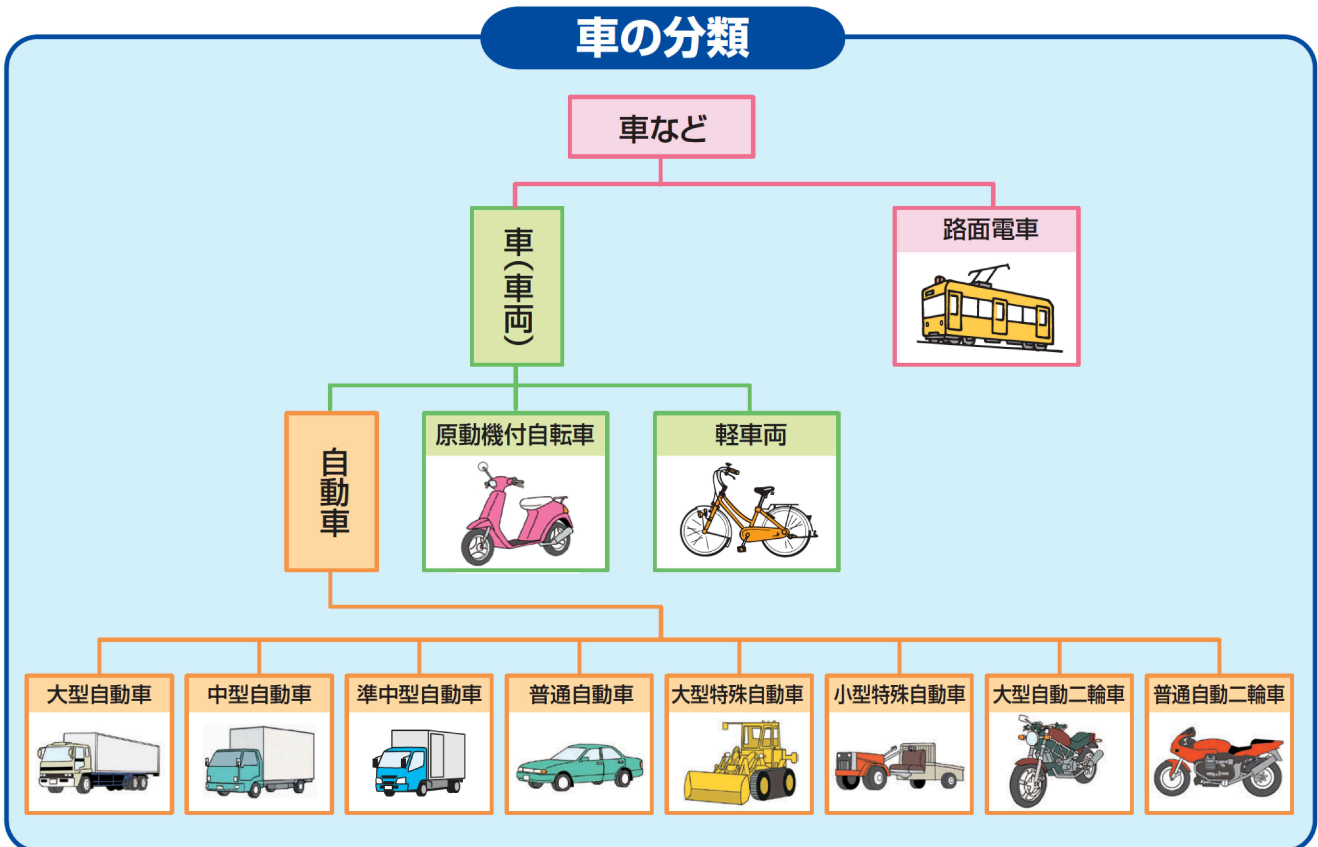 車の分類
車など
車(車両)
路面電車
自動車
原動機付自転車
軽車両
大型自動車
中型自動車
準中型自動車
普通自動車
大型特殊自動車
小型特殊自動車
大型自動二輪車
普通自動二輪車